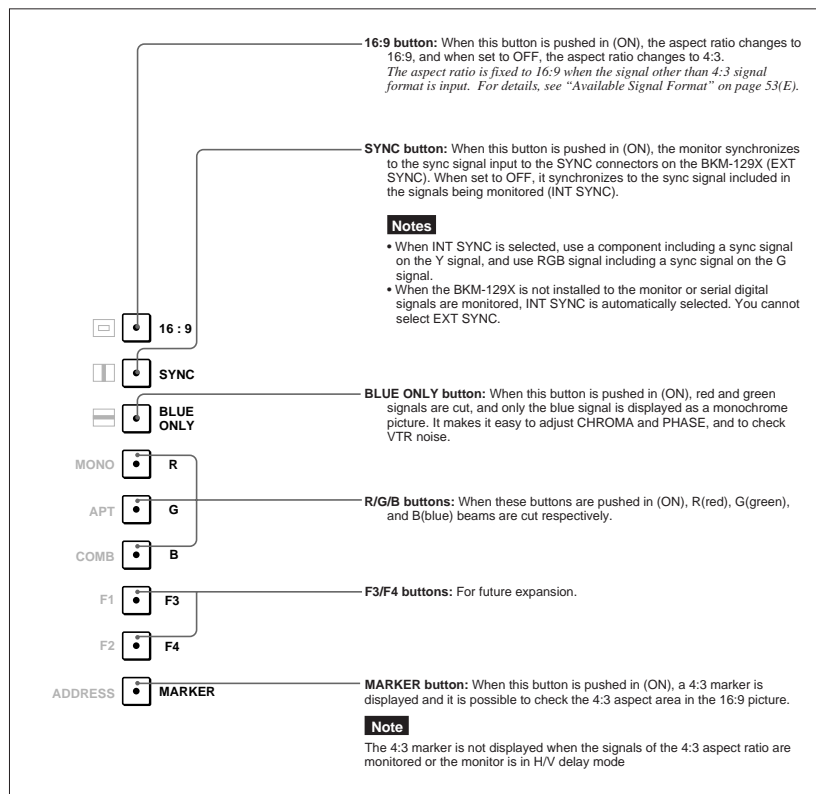 16:9 button: When this button is pushed in (ON), the aspect ratio changes to
16:9, and when set to OFF, the aspect ratio changes to 4:3.
The aspect ratio is fixed to 16:9 when the signal other than 4:3 signal
format is input. For details, see “Available Signal Format” on page 53(E).
SYNC button: When this button is pushed in (ON), the monitor synchronizes
to the sync signal input to the SYNC connectors on the BKM-129X (EXT
SYNC). When set to OFF, it synchronizes to the sync signal included in
the signals being monitored (INT SYNC).
Notes
• When INT SYNC is selected, use a component including a sync signal
on the Y signal, and use RGB signal including a sync signal on the G
signal.
• When the BKM-129X is not installed to the monitor or serial digital
signals are monitored, INT SYNC is automatically selected. You cannot
select EXT SYNC.
16 : 9
SYNC
BLUE
ONLY
BLUE ONLY button: When this button is pushed in (ON), red and green
signals are cut, and only the blue signal is displayed as a monochrome
picture. It makes it easy to adjust CHROMA and PHASE, and to check
VTR noise.
MONO R
APT G
COMB B
R/G/B buttons: When these buttons are pushed in (ON), R(red), G(green),
and B(blue) beams are cut respectively.
F1 F3
F2 F4
F3/F4 buttons: For future expansion.
ADDRESS MARKER
MARKER button: When this button is pushed in (ON), a 4:3 marker is
displayed and it is possible to check the 4:3 aspect area in the 16:9 picture.
Note
The 4:3 marker is not displayed when the signals of the 4:3 aspect ratio are
monitored or the monitor is in H/V delay mode